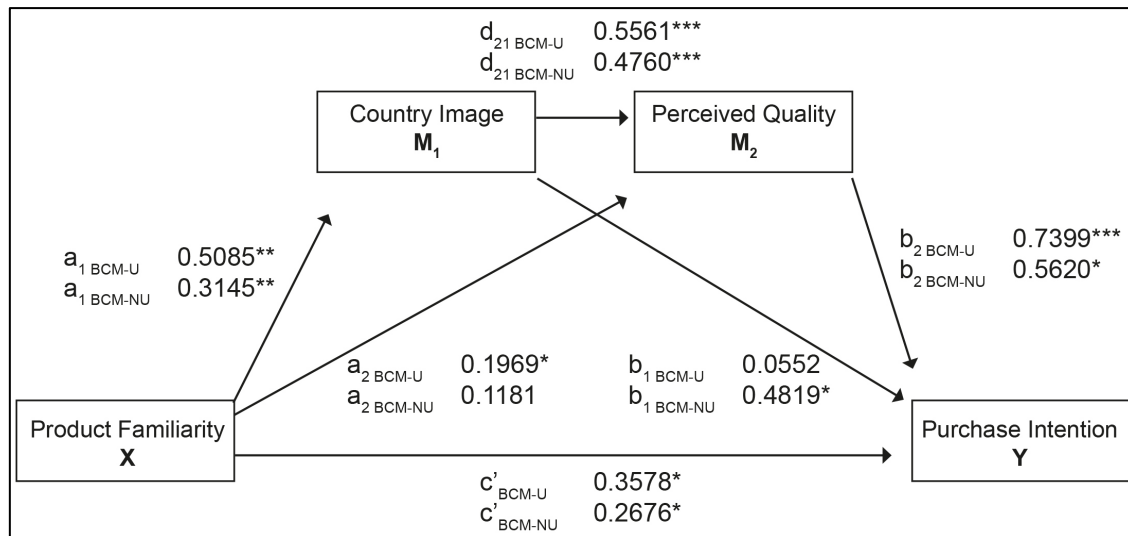 d21 BCM-U 0.5561***
d21 BCM-NU 0.4760***
Country Image
M1
Perceived Quality
M2
a1 BCM-U 0.5085**
a1 BCM-NU 0.3145**
b2 BCM-U 0.7399***
b2 BCM-NU 0.5620*
a2 BCM-U 0.1969*
a2 BCM-NU 0.1181
b1 BCM-U 0.0552
b1 BCM-NU 0.4819*
Product Familiarity
X
Purchase Intention
Y
c’BCM-U 0.3578*
c’BCM-NU 0.2676*